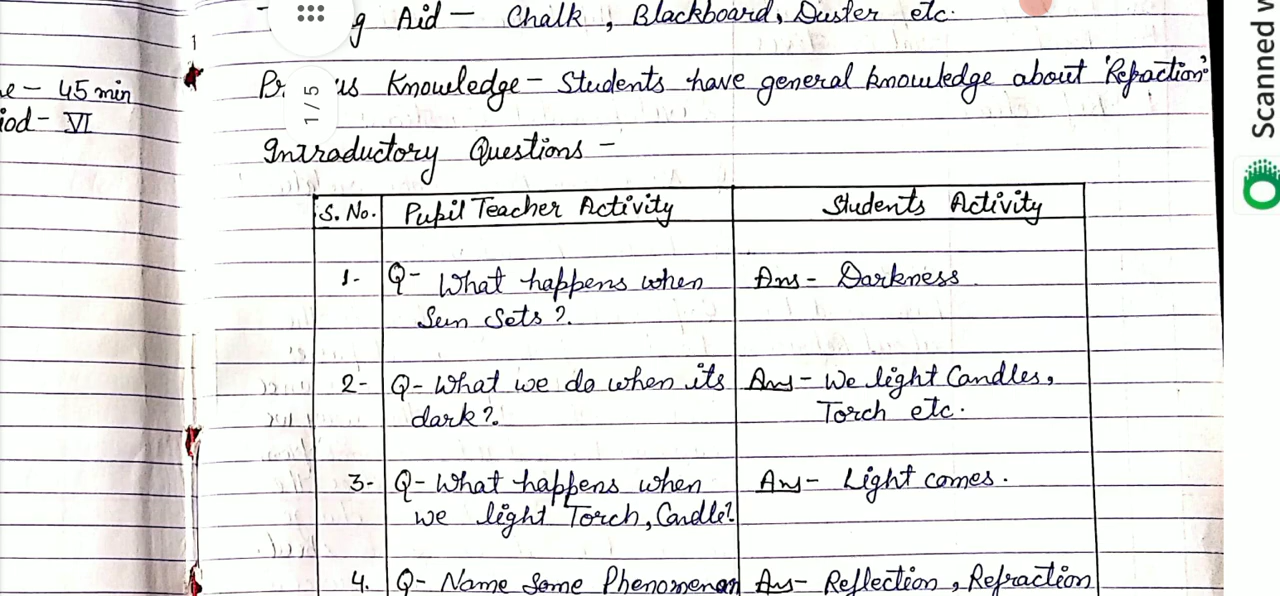 g Aid – Chalk, Blackboard, Duster etc.
1
e – 45 min
iod – VI
us Knowledge – Students have general knowledge about 'Refraction'.
1/5
Introductory Questions –
S. No. Pupil Teacher Activity Students Activity
1- Q- What happens when Ans- Darkness
Sun Sets?.
2- Q- What we do when its Ans- We light Candles,
dark?. Torch etc.
3- Q- What happens when Ans- Light comes.
we light Torch, Candle?
4. Q- Name Some Phenomenan Ans- Reflection, Refraction
Scanned